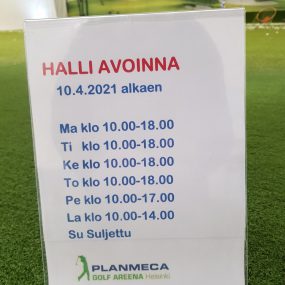 HALLI AVOINNA
10.4.2021 alkaen
Ma klo 10.00-18.00
Ti klo 10.00-18.00
Ke klo 10.00-18.00
To klo 10.00-18.00
Pe klo 10.00-17.00
La klo 10.00-14.00
Su Suljettu
PLANMECA
GOLF AREENA Helsinki